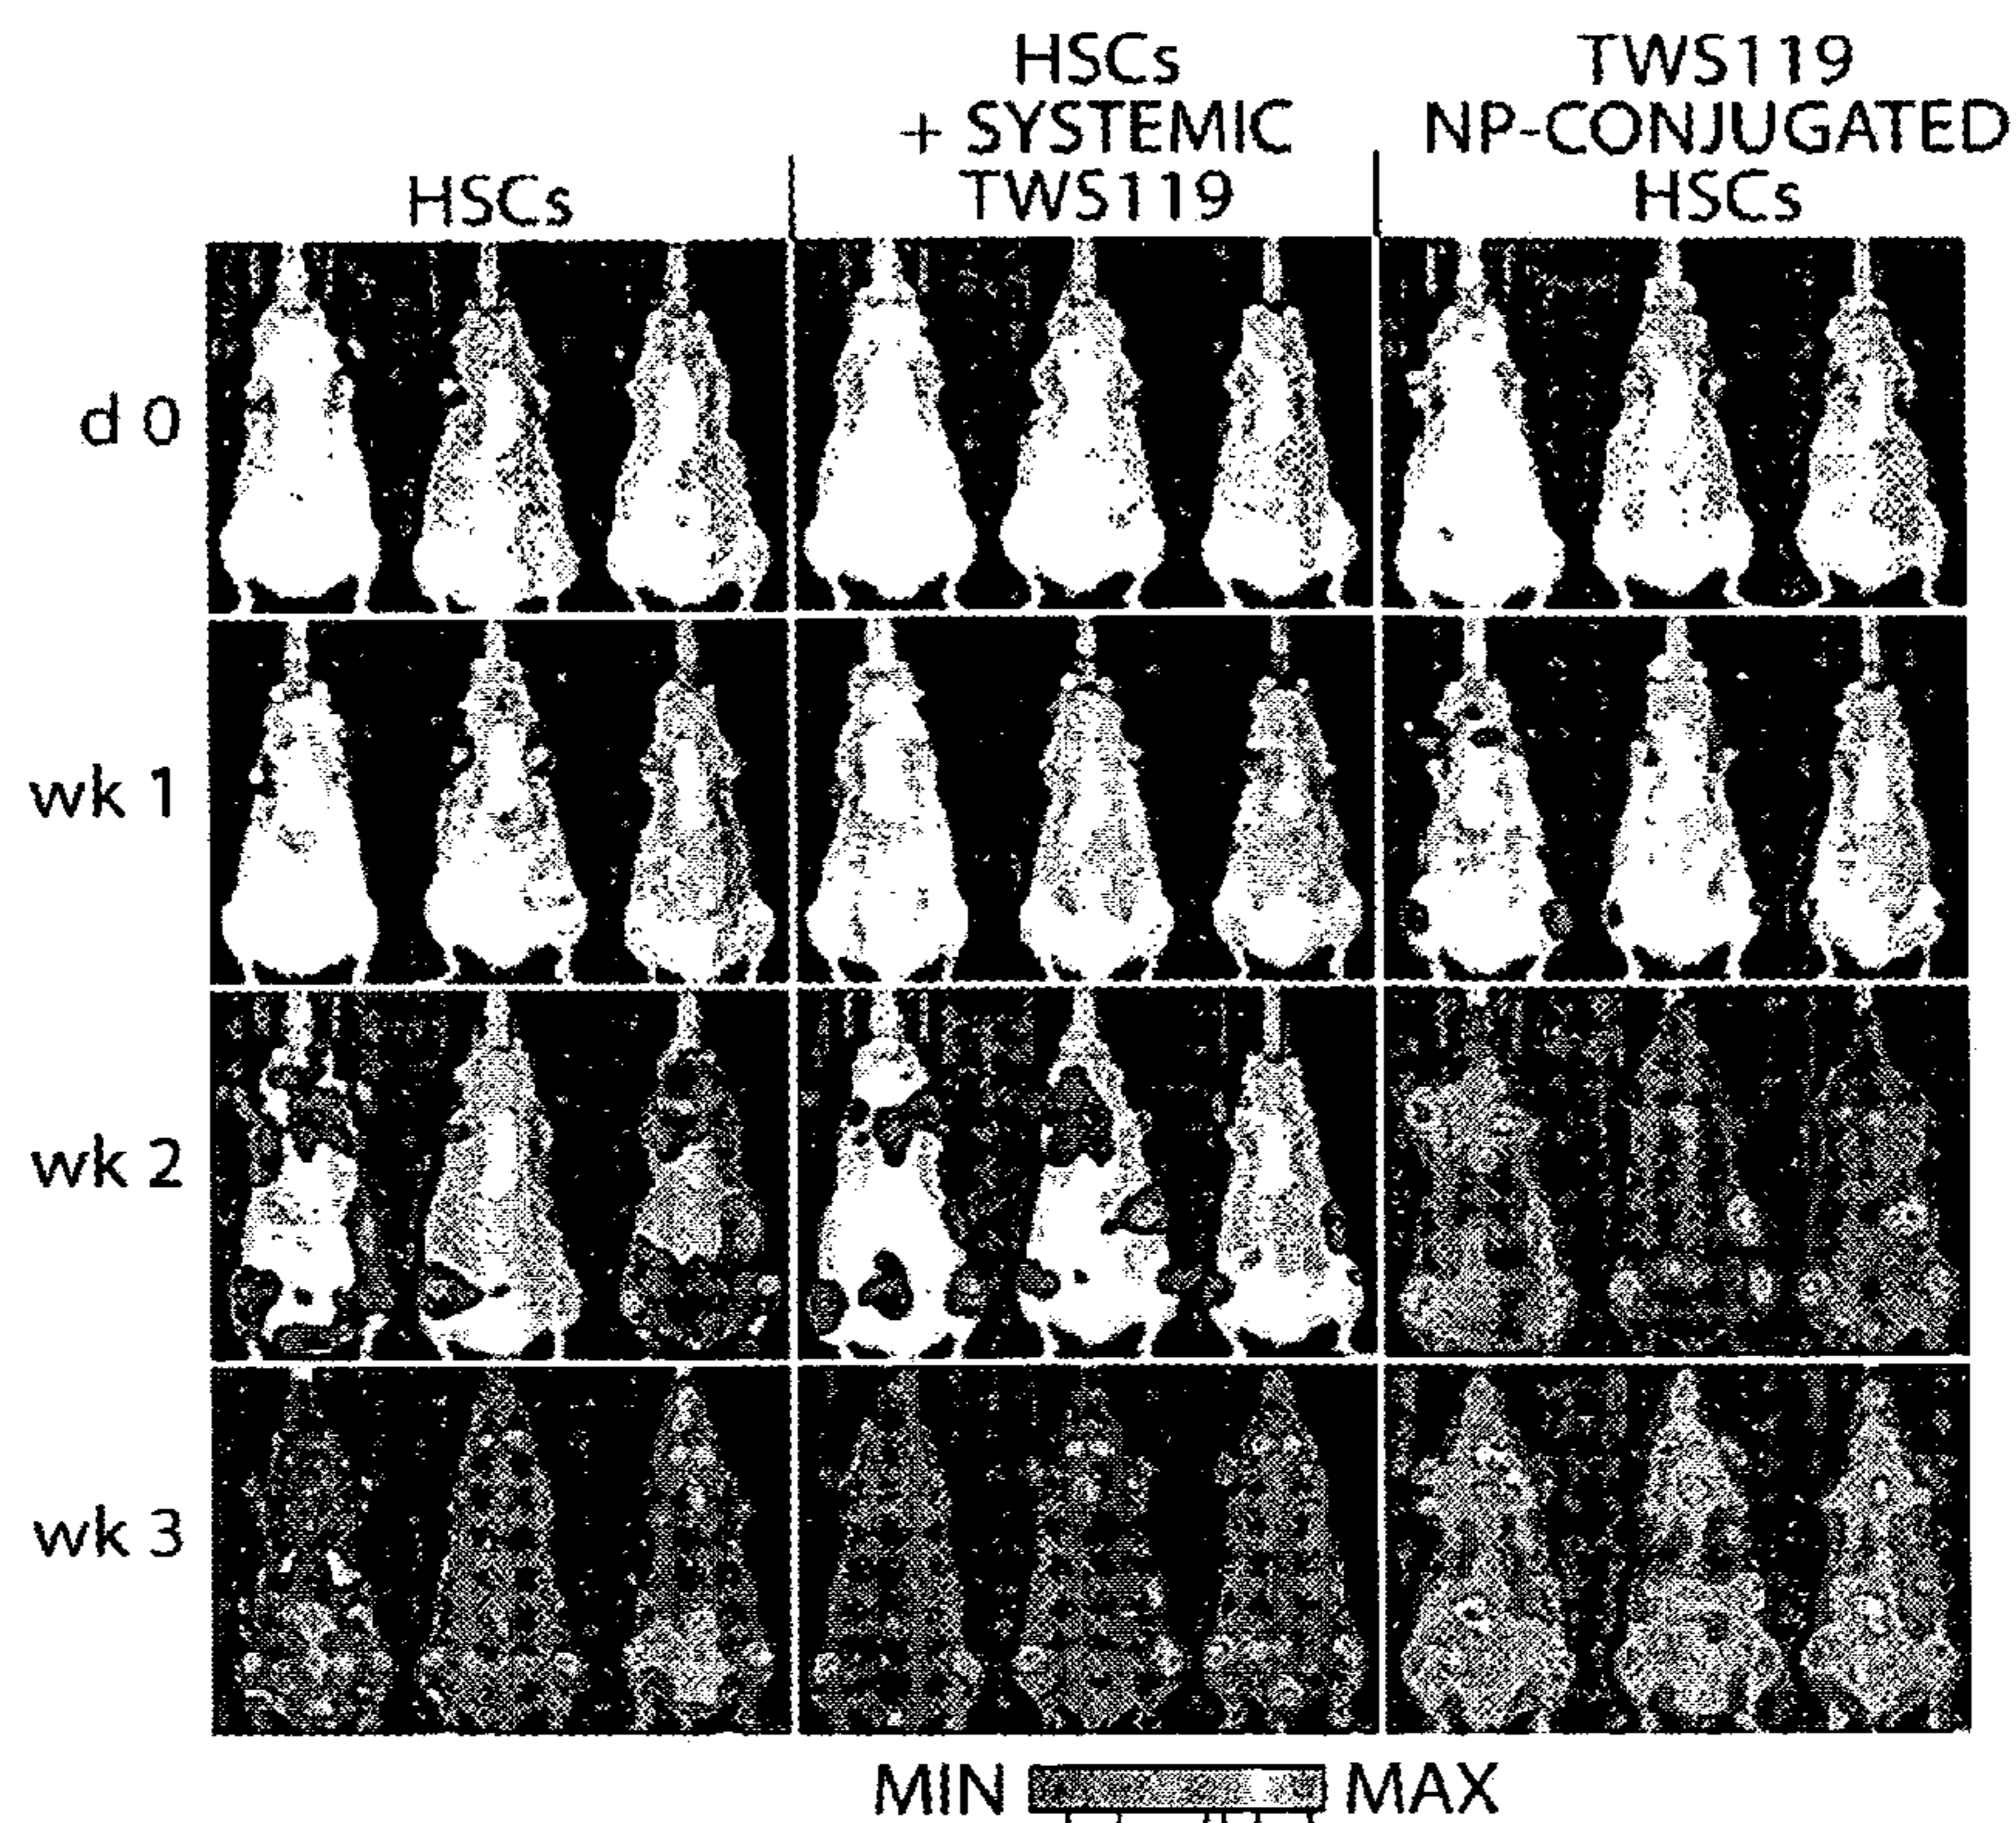 HSCs
HSCs
+ SYSTEMIC
TWS119
TWS119
NP-CONJUGATED
HSCs
d 0
wk 1
wk 2
wk 3
MIN MAX